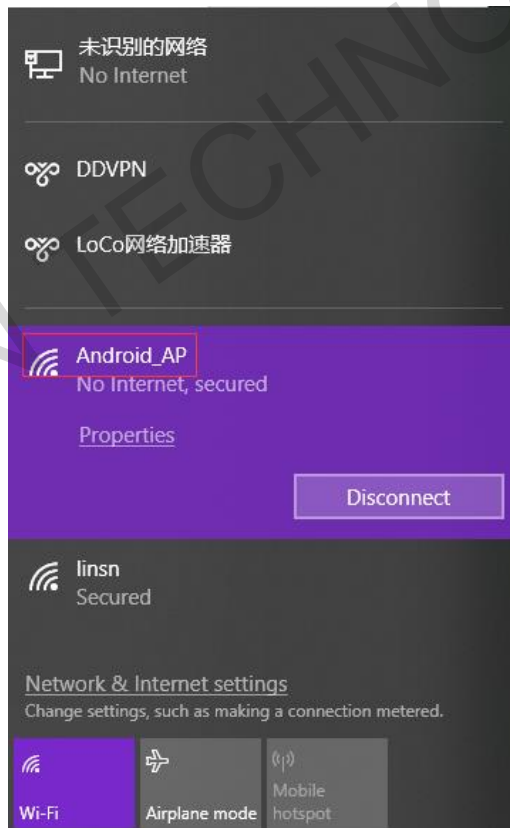 未识别的网络
No Internet
DDVPN
LoCo网络加速器
Android_AP
No Internet, secured
Properties
Disconnect
linsn
Secured
Network & Internet settings
Change settings, such as making a connection metered.
Wi-Fi
Airplane mode
Mobile
hotspot